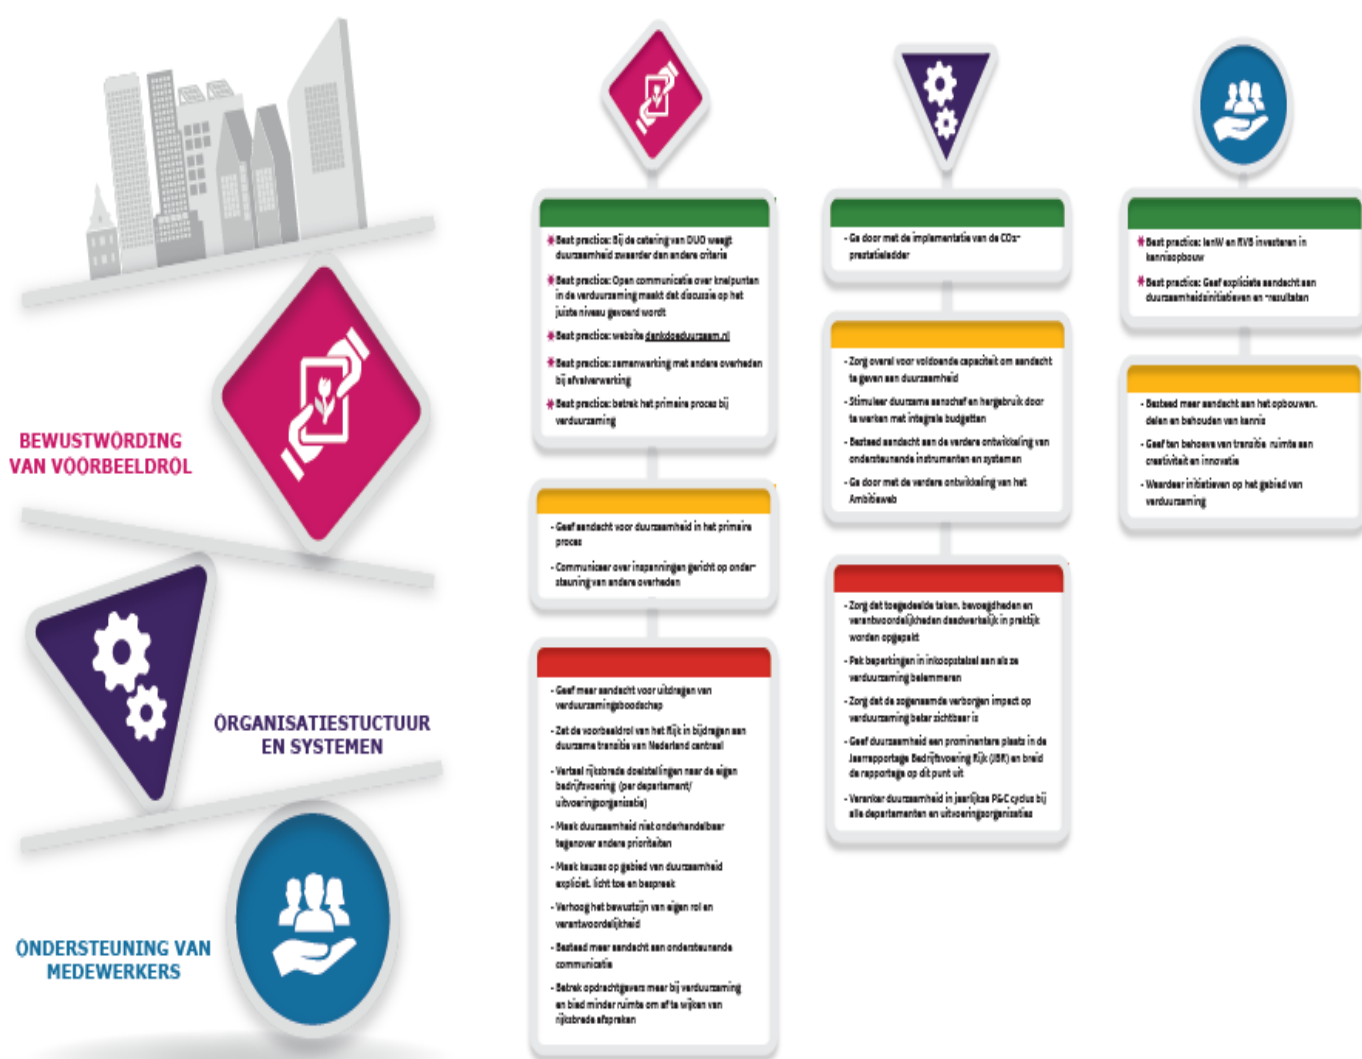 BEWUSTWORDING
VAN VOORBEELDROL
ORGANISATIESTUCTUUR
EN SYSTEMEN
ONDERSTEUNING VAN
MEDEWERKERS
* Best practice: Bij de catering van DUO weegt
duurzaamheid zwaarder dan andere criteria
* Best practice: Open communicatie over knelpunten
in de verduurzaming maakt dat discussie op het
juiste niveau gevoerd wordt
* Best practice: website denkdoeduurzaam.nl
* Best practice: samenwerking met andere overheden
bij afvalverwerking
* Best practice: betrek het primaire proces bij
verduurzaming
- Geef aandacht voor duurzaamheid in het primaire
proces
- Communiceer over inspanningen gericht op onder-
steuning van andere overheden
- Geef meer aandacht voor uitdragen van
verduurzamingsboodschap
- Zet de voorbeeldrol van het Rijk in bijdragen aan
duurzame transitie van Nederland centraal
- Vertaal rijksbrede doelstellingen naar de eigen
bedrijfsvoering (per departement/
uitvoeringsorganisatie)
- Maak duurzaamheid niet onderhandelbaar
tegenover andere prioriteiten
- Maak keuzes op gebied van duurzaamheid
expliciet, licht toe en bespreek
- Verhoog het bewustzijn van eigen rol en
verantwoordelijkheid
- Besteed meer aandacht aan ondersteunende
communicatie
- Betrek opdrachtgevers meer bij verduurzaming
en bied minder ruimte om af te wijken van
rijksbrede afspraken
- Ga door met de implementatie van de CO₂-
prestatieladder
- Zorg overal voor voldoende capaciteit om aandacht
te geven aan duurzaamheid
- Stimuleer duurzame aanschaf en hergebruik door
te werken met integrale budgetten
- Besteed aandacht aan de verdere ontwikkeling van
ondersteunende instrumenten en systemen
- Ga door met de verdere ontwikkeling van het
Ambitieweb
- Zorg dat toegedeelde taken, bevoegdheden en
verantwoordelijkheden daadwerkelijk in praktijk
worden opgepakt
- Pak beperkingen in inkoopstelsel aan als ze
verduurzaming belemmeren
- Zorg dat de zogenaamde verborgen impact op
verduurzaming beter zichtbaar is
- Geef duurzaamheid een prominentere plaats in de
Jaarrapportage Bedrijfsvoering Rijk (JBR) en breid
de rapportage op dit punt uit
- Veranker duurzaamheid in jaarlijkse P&C cyclus bij
alle departementen en uitvoeringsorganisaties
* Best practice: IenW en RVB investeren in
kennisopbouw
* Best practice: Geef expliciete aandacht aan
duurzaamheidsinitiatieven en -resultaten
- Besteed meer aandacht aan het opbouwen,
delen en behouden van kennis
- Geef ten behoeve van transitie ruimte aan
creativiteit en innovatie
- Waardeer initiatieven op het gebied van
verduurzaming